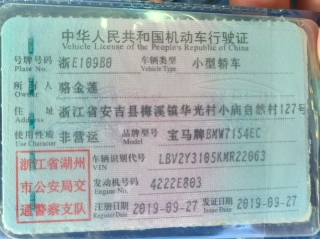 中华人民共和国机动车行驶证
Vehicle License of the People's Republic of China
号牌号码 浙E109B0 车辆类型 小型轿车
Plate No. Vehicle Type
所有人 骆金莲
Owner
住址 浙江省安吉县梅溪镇华光村小庙自然村127号
Address
使用性质 非营运 品牌型号 宝马牌BMW7154EC
Use Character Model
浙江省湖州
市公安局交
通警察支队
车辆识别代号 LBV2Y3105KMR22063
VIN
发动机号码 4222E803
Engine No.
注册日期 2019-09-27 发证日期 2019-09-27
Register Date Issue Date